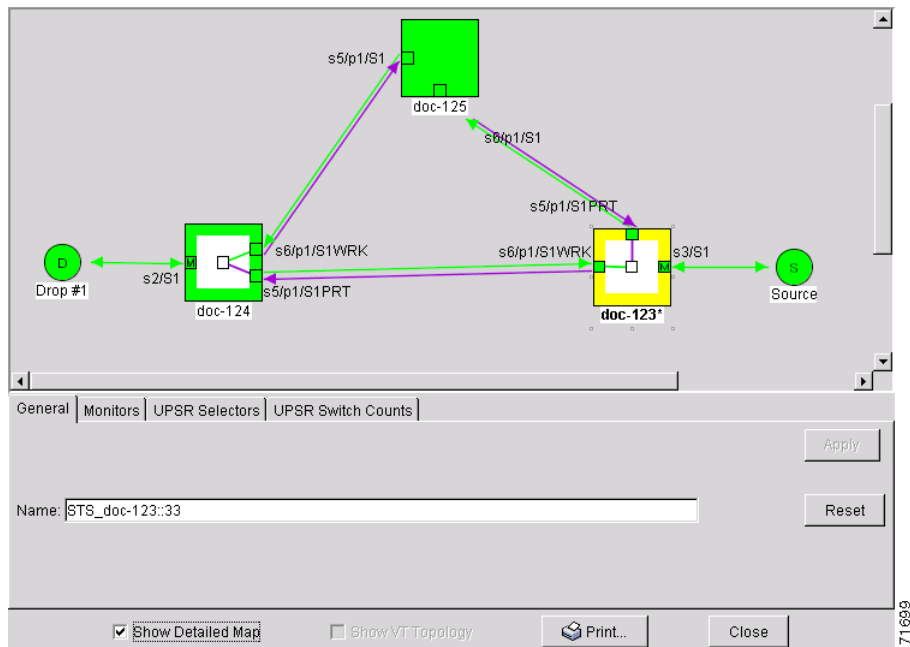 s5/p1/S1
doc-125
s6/p1/S1
s5/p1/S1PRT
s6/p1/S1WRK
s6/p1/S1WRK
s3/S1
D
M
M
S
Drop #1
s2/S1
s5/p1/S1PRT
Source
doc-124
doc-123*
General
Monitors
UPSR Selectors
UPSR Switch Counts
Apply
Name: STS_doc-123::33
Reset
Show Detailed Map
Show VT Topology
Print...
Close
71699